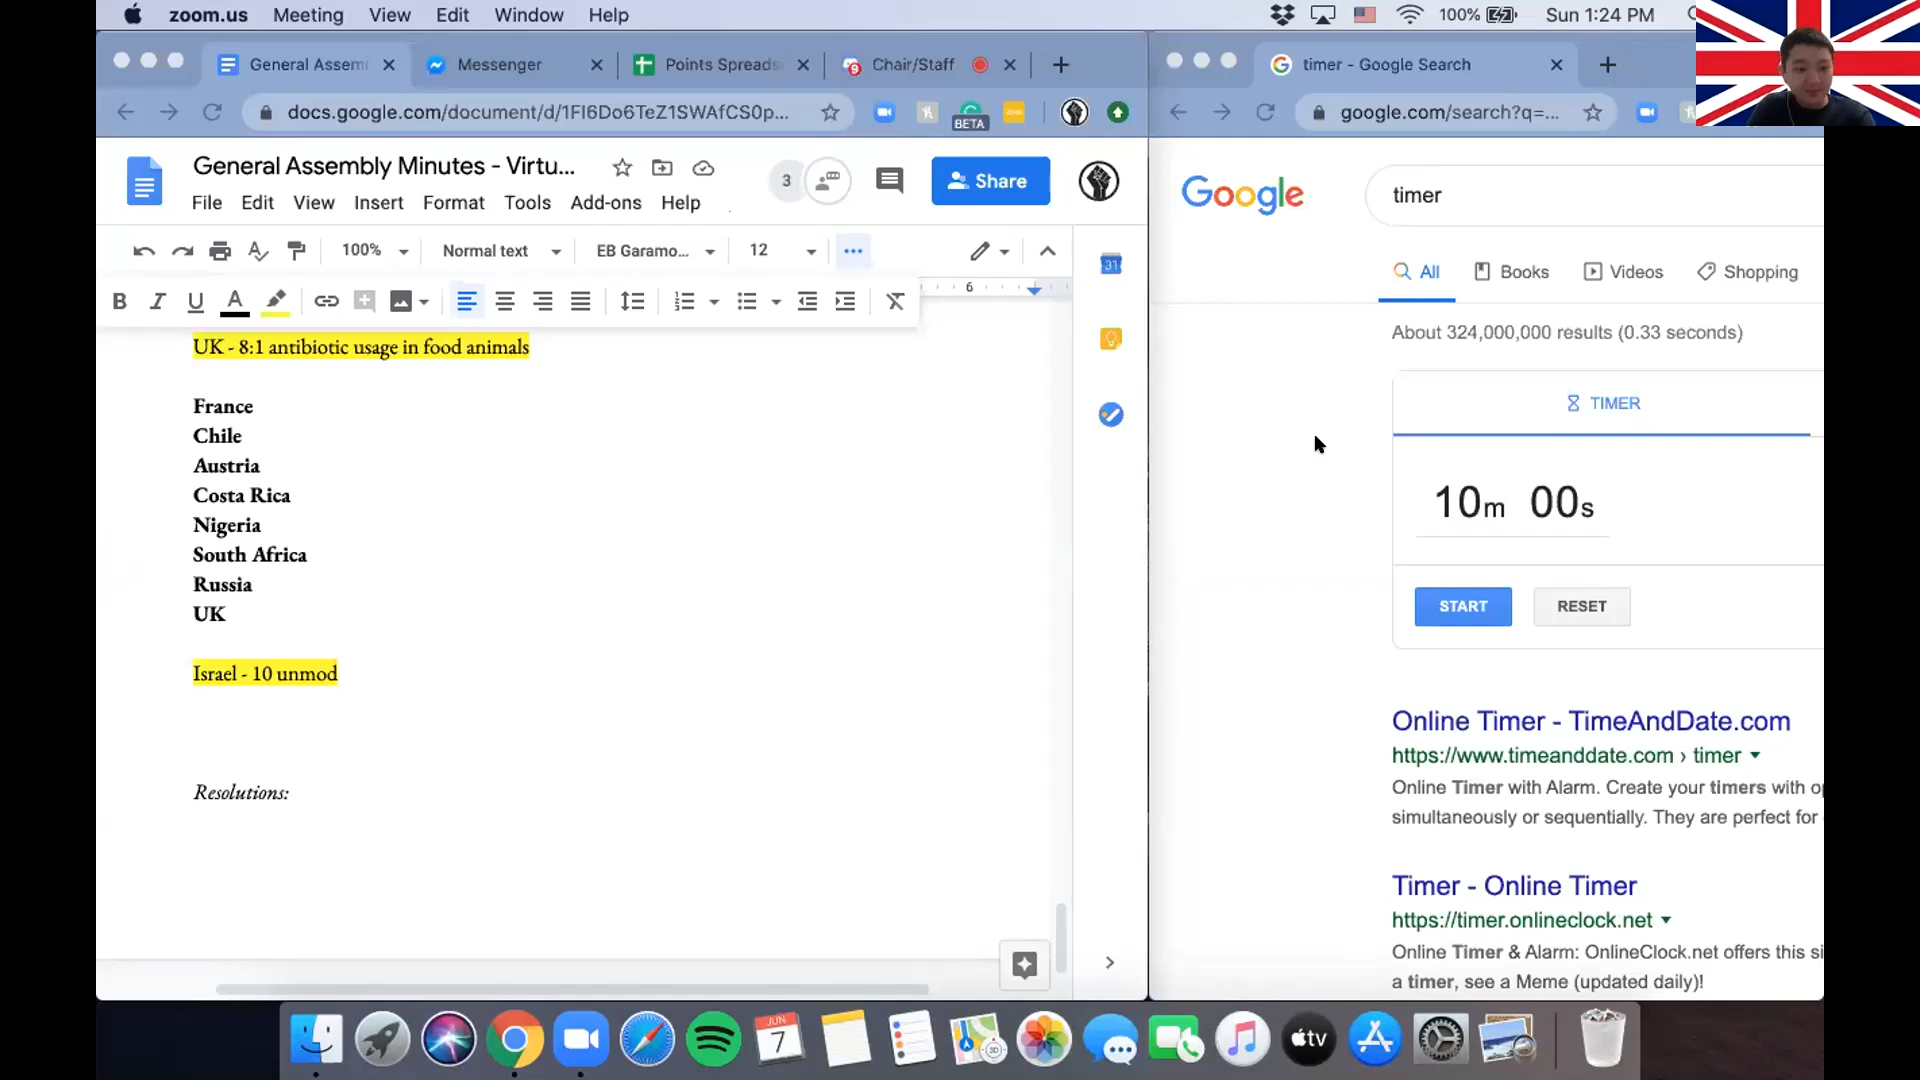 zoom.us Meeting View Edit Window Help 100% Sun 1:24 PM
General Assem Messenger Points Spreads Chair/Staff
timer - Google Search
docs.google.com/document/d/1FI6Do6TeZ1SWAfCS0p...
BETA
google.com/search?q=...
General Assembly Minutes - Virtu...
3
Share
File Edit View Insert Format Tools Add-ons Help
100% Normal text EB Garamo... 12
6
31
UK - 8:1 antibiotic usage in food animals
France
Chile
Austria
Costa Rica
Nigeria
South Africa
Russia
UK
Israel - 10 unmod
Resolutions:
Google
timer
All Books Videos Shopping
About 324,000,000 results (0.33 seconds)
TIMER
10m 00s
START RESET
Online Timer - TimeAndDate.com
https://www.timeanddate.com › timer
Online Timer with Alarm. Create your timers with
simultaneously or sequentially. They are perfect for
Timer - Online Timer
https://timer.onlineclock.net
Online Timer & Alarm: OnlineClock.net offers this
a timer, see a Meme (updated daily)!
JUN
7
3D
tv